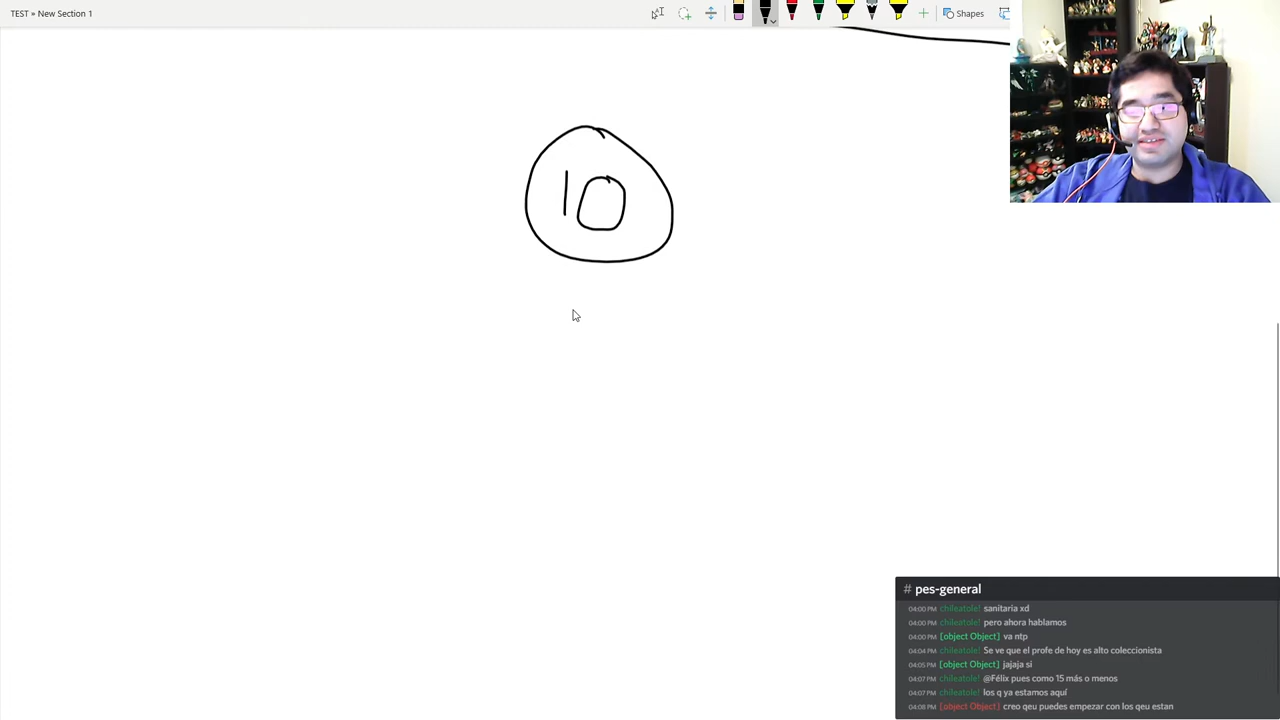 TEST » New Section 1
Shapes
10
# pes-general
04:00 PM chileatole! sanitaria xd
04:00 PM chileatole! pero ahora hablamos
04:00 PM [object Object] va ntp
04:04 PM chileatole! Se ve que el profe de hoy es alto coleccionista
04:05 PM [object Object] jajaja si
04:07 PM chileatole! @Félix pues como 15 más o menos
04:07 PM chileatole! los q ya estamos aquí
04:08 PM [object Object] creo qeu puedes empezar con los qeu estan